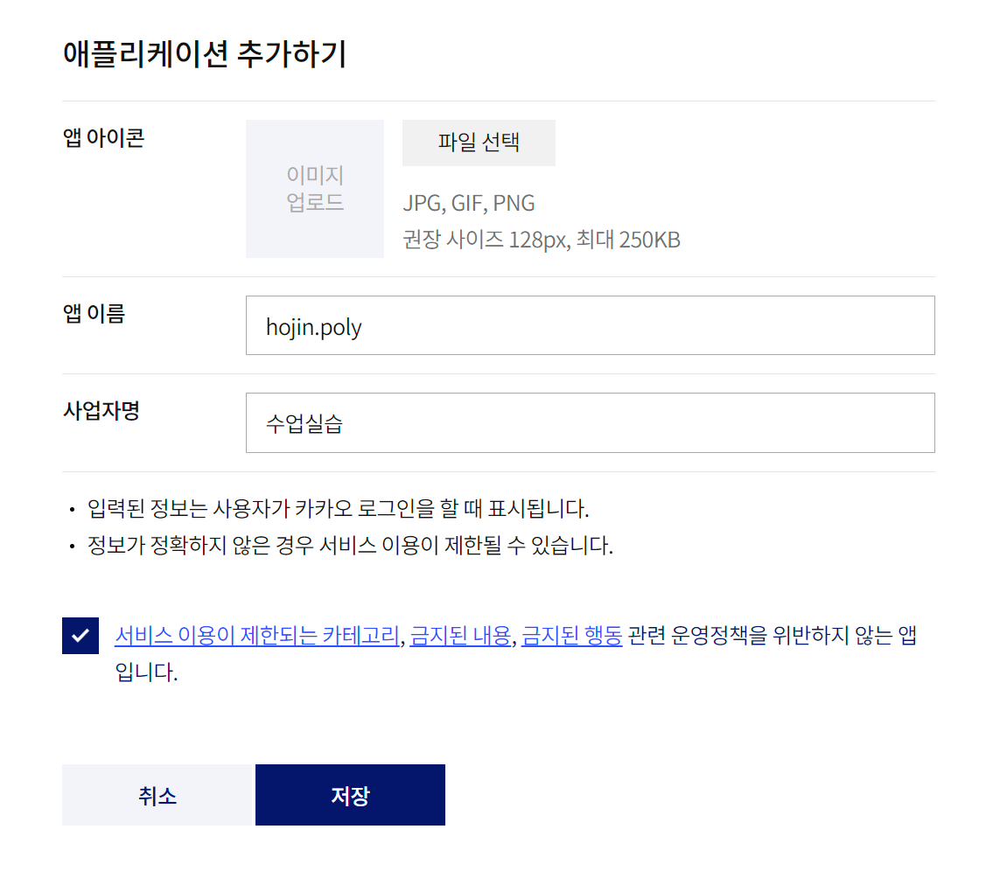 애플리케이션 추가하기
앱 아이콘
이미지
업로드
파일 선택
JPG, GIF, PNG
권장 사이즈 128px, 최대 250KB
앱 이름
hojin.poly
사업자명
수업실습
• 입력된 정보는 사용자가 카카오 로그인을 할 때 표시됩니다.
• 정보가 정확하지 않은 경우 서비스 이용이 제한될 수 있습니다.
서비스 이용이 제한되는 카테고리, 금지된 내용, 금지된 행동 관련 운영정책을 위반하지 않는 앱
입니다.
취소
저장